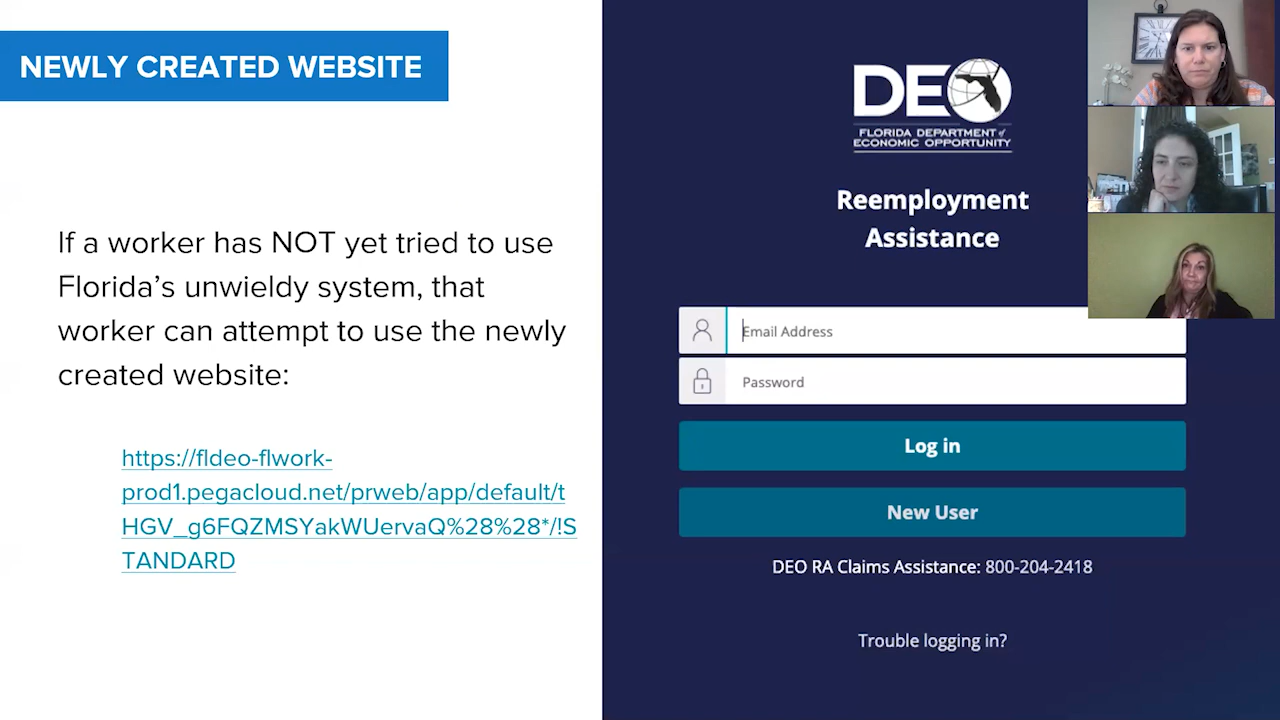 NEWLY CREATED WEBSITE
If a worker has NOT yet tried to use
Florida’s unwieldy system, that
worker can attempt to use the newly
created website:
https://fldeo-flwork-
prod1.pegacloud.net/prweb/app/default/t
HGV_g6FQZMSYakWUervaQ%28%28*/!S
TANDARD
DEO
FLORIDA DEPARTMENT of
ECONOMIC OPPORTUNITY
Reemployment
Assistance
Email Address
Password
Log in
New User
DEO RA Claims Assistance: 800-204-2418
Trouble logging in?